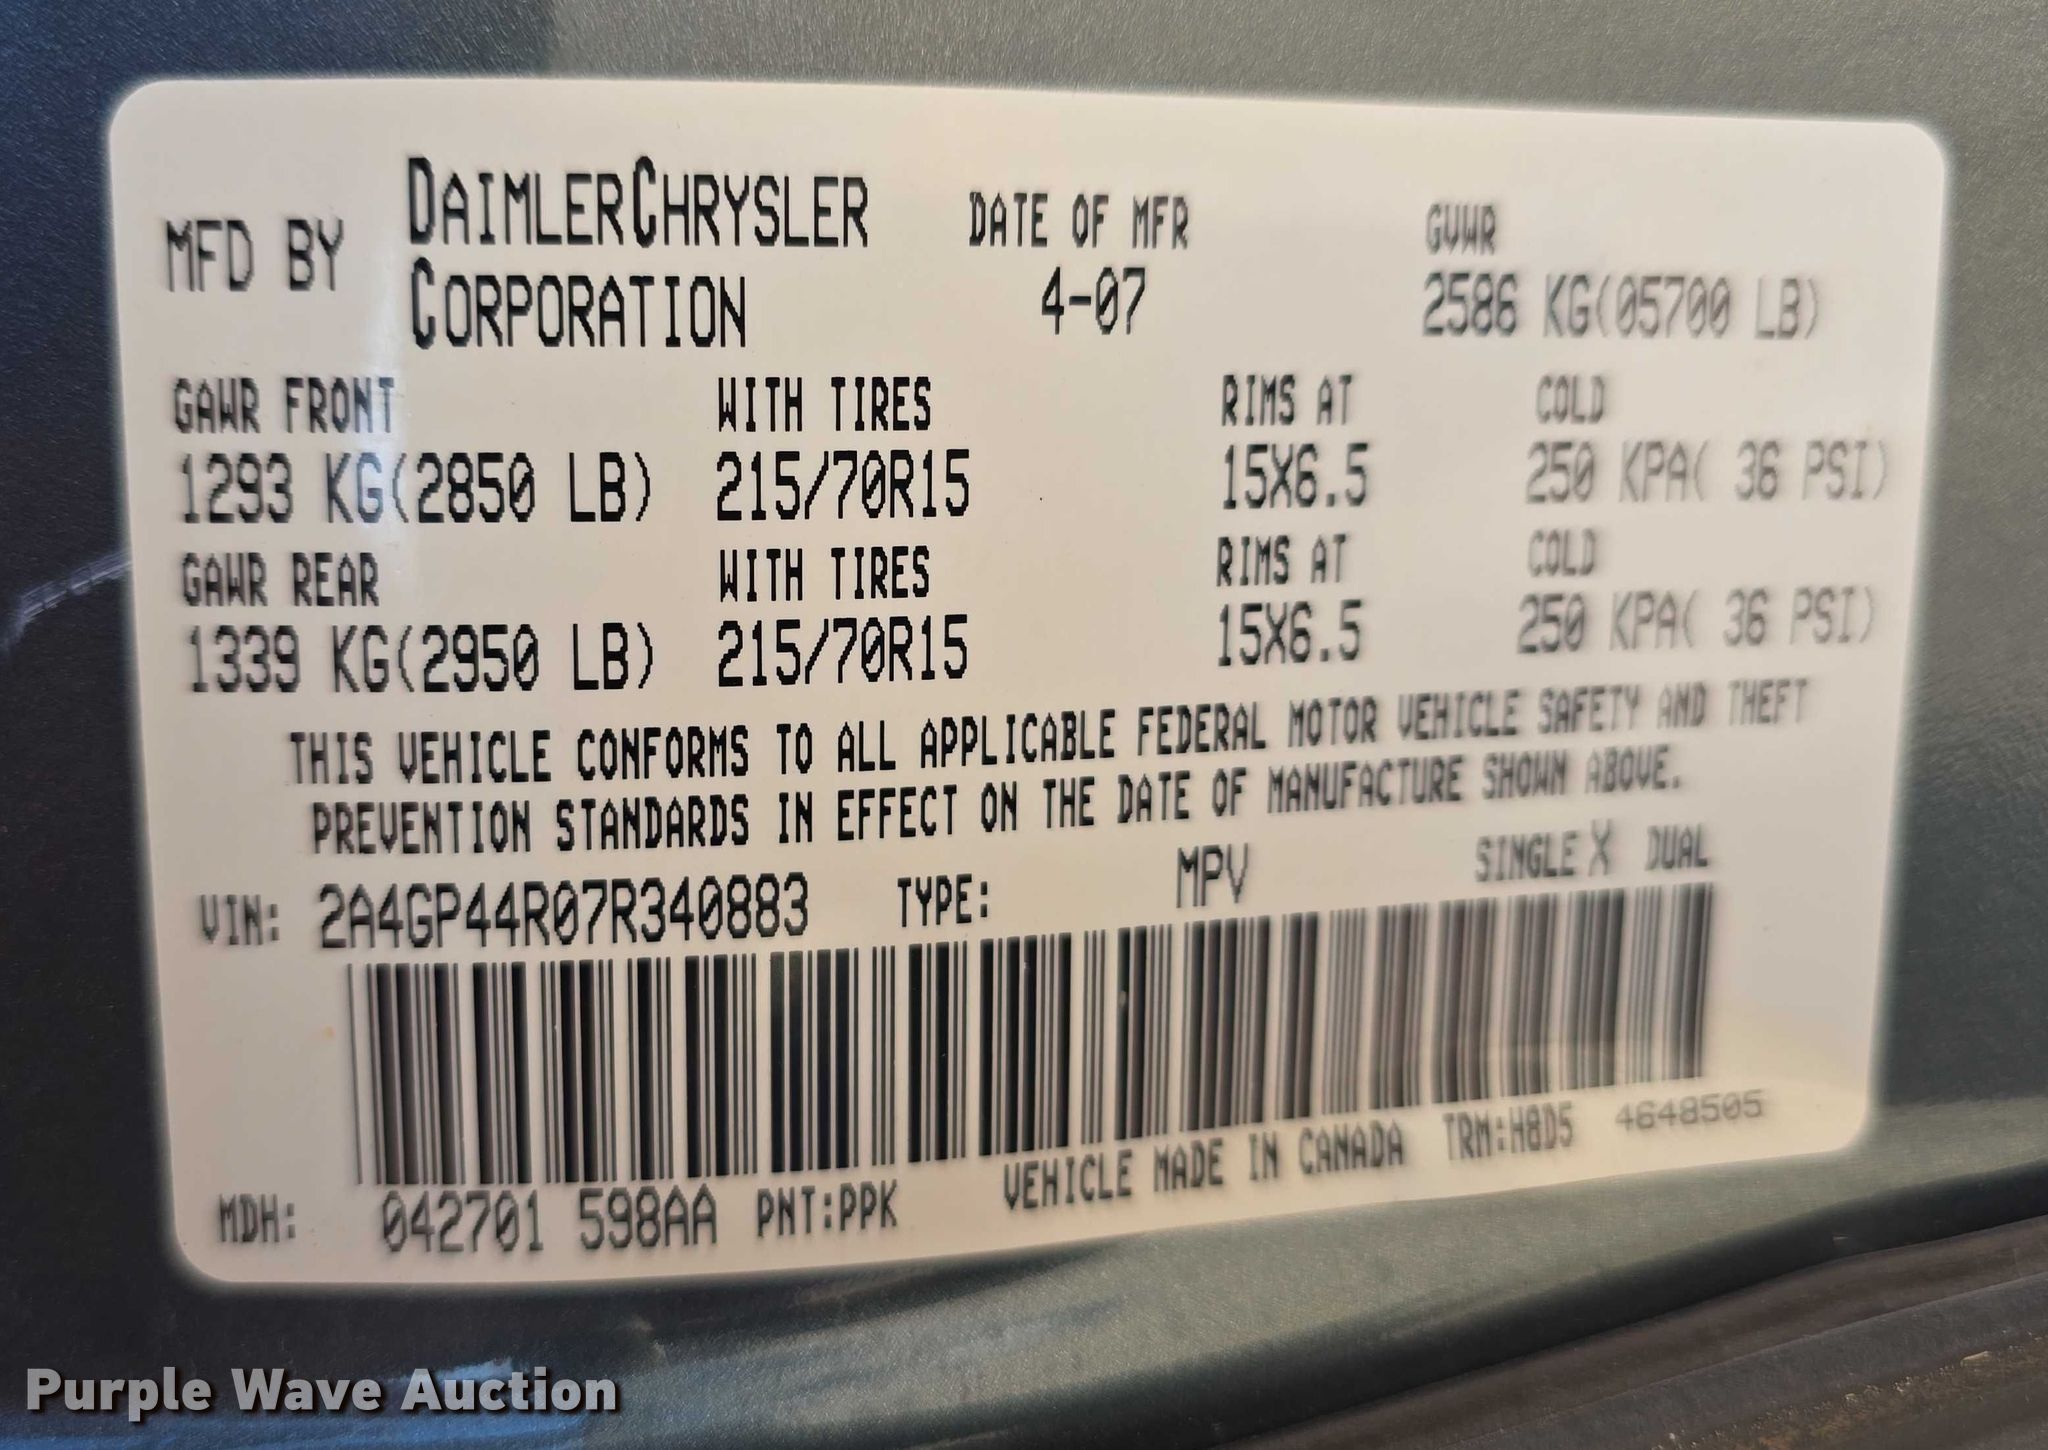 MFD BY DAIMLERCHRYSLER CORPORATION DATE OF MFR 4-07 GVWR 2586 KG(05700 LB)
GAWR FRONT WITH TIRES RIMS AT COLD
1293 KG(2850 LB) 215/70R15 15X6.5 250 KPA( 36 PSI)
GAWR REAR WITH TIRES RIMS AT COLD
1339 KG(2950 LB) 215/70R15 15X6.5 250 KPA( 36 PSI)
THIS VEHICLE CONFORMS TO ALL APPLICABLE FEDERAL MOTOR VEHICLE SAFETY AND THEFT
PREVENTION STANDARDS IN EFFECT ON THE DATE OF MANUFACTURE SHOWN ABOVE.
VIN: 2A4GP44R07R340883 TYPE: MPV SINGLE X DUAL
MDH: 042701 598AA PNT:PPK VEHICLE MADE IN CANADA TRM:H8D5 4648505
Purple Wave Auction